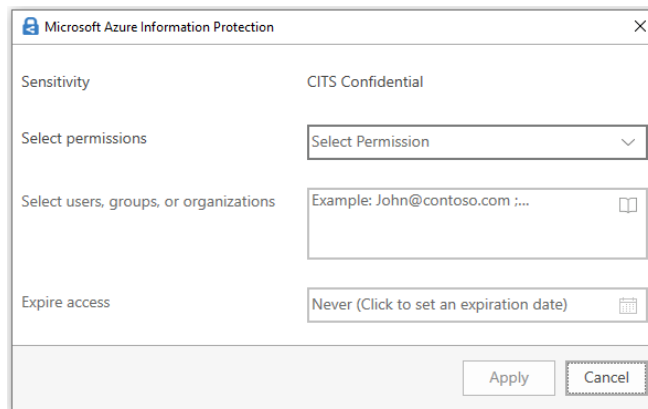 Microsoft Azure Information Protection
Sensitivity CITS Confidential
Select permissions Select Permission
Select users, groups, or organizations Example: John@contoso.com ;...
Expire access Never (Click to set an expiration date)
Apply Cancel